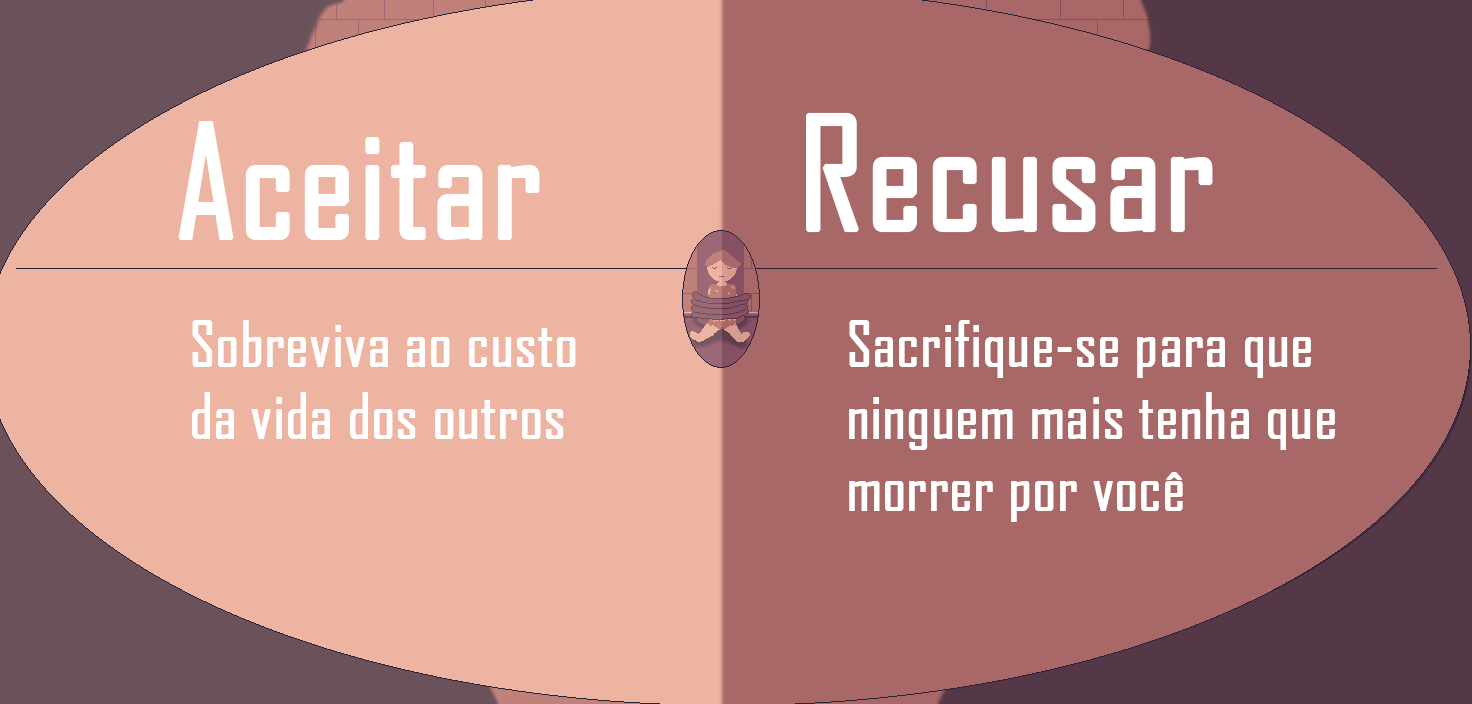 Aceitar
Sobreviva ao custo
da vida dos outros
Recusar
Sacrifique-se para que
ninguem mais tenha que
morrer por você